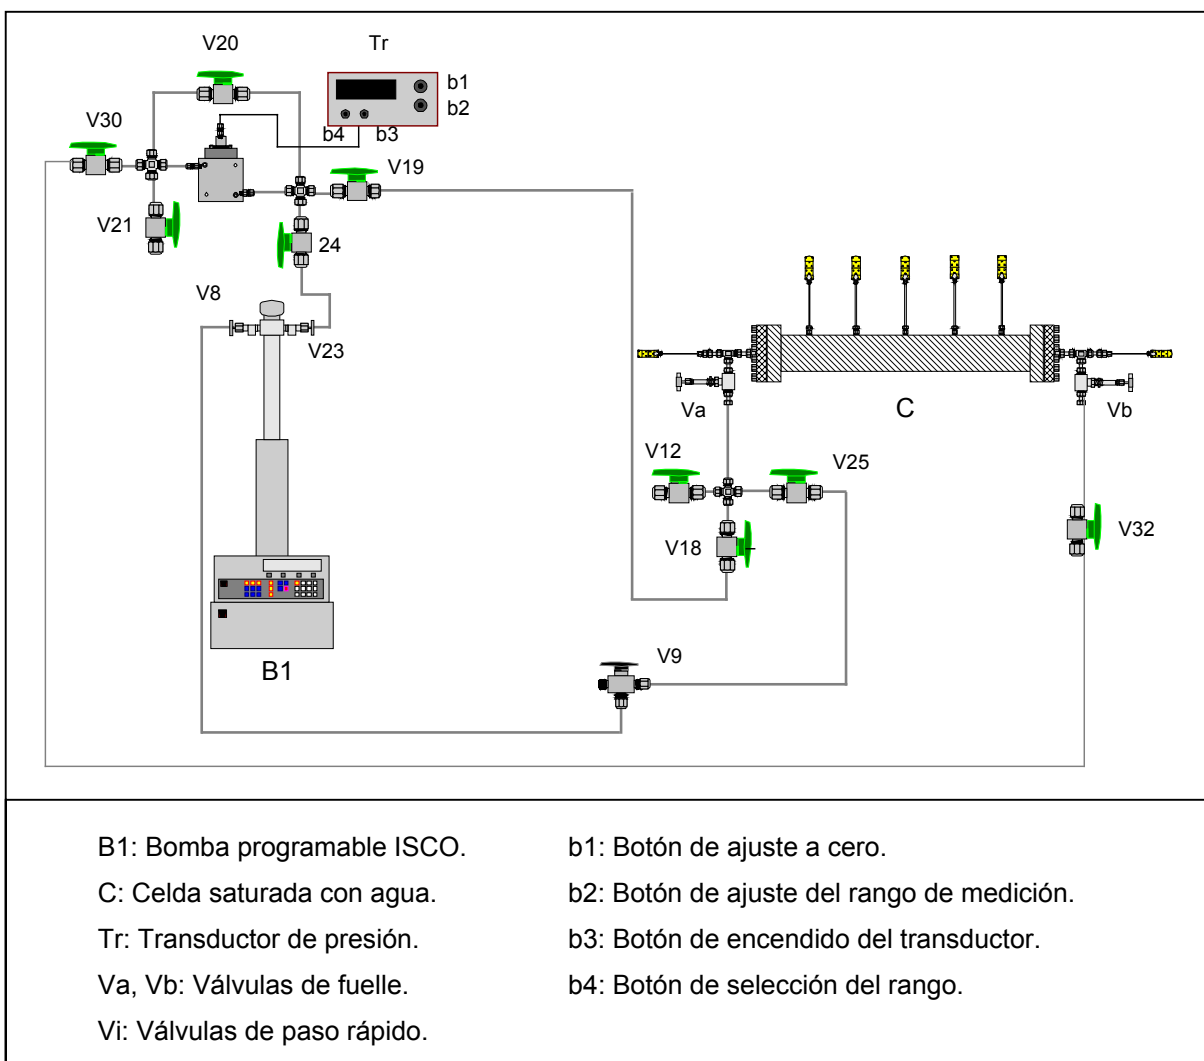 V20
Tr
b1
b2
V30
b4
b3
V19
V21
24
V8
V23
Va
C
Vb
V12
V25
V18
V32
V9
B1
B1: Bomba programable ISCO.
C: Celda saturada con agua.
Tr: Transductor de presión.
Va, Vb: Válvulas de fuelle.
Vi: Válvulas de paso rápido.
b1: Botón de ajuste a cero.
b2: Botón de ajuste del rango de medición.
b3: Botón de encendido del transductor.
b4: Botón de selección del rango.